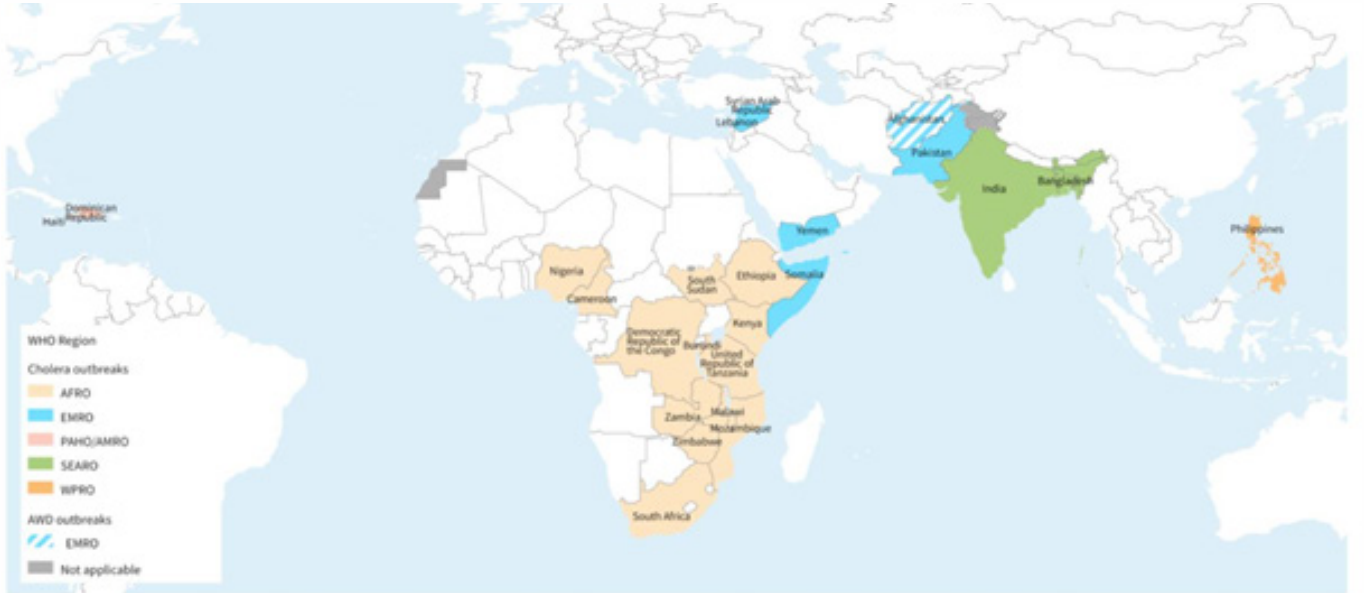 Syrian Arab
Republic
Lebanon
Afghanistan
Pakistan
India
Bangladesh
Dominican
Republic
Haiti
Yemen
Philippines
Nigeria
Cameroon
South
Sudan
Ethiopia
Somalia
Kenya
Democratic
Republic of
the Congo
Burundi
United
Republic of
Tanzania
Zambia
Malawi
Mozambique
Zimbabwe
South Africa
WHO Region
Cholera outbreaks
AFRO
EMRO
PAHO/AMRO
SEARO
WPRO
AWD outbreaks
EMRO
Not applicable